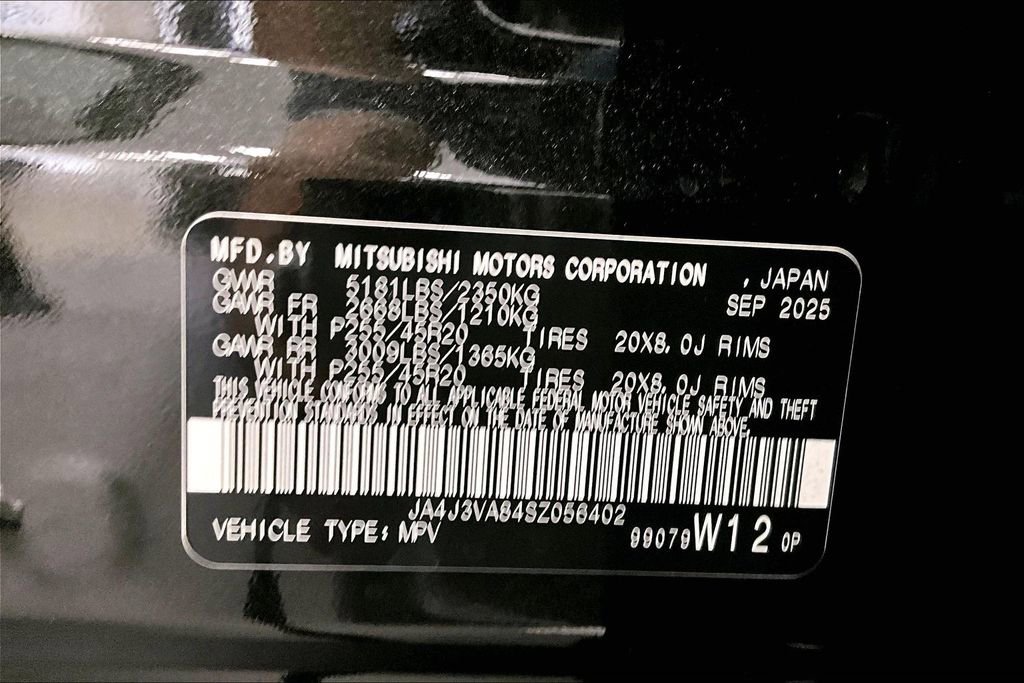 MFD.BY MITSUBISHI MOTORS CORPORATION , JAPAN
SEP 2025
GVWR 5181LBS/2350KG
GAWR FR 2668LBS/1210KG
WITH P255/45R20 TIRES 20X8.0J RIMS
GAWR RR 3009LBS/1365KG
WITH P255/45R20 TIRES 20X8.0J RIMS
THIS VEHICLE CONFORMS TO ALL APPLICABLE FEDERAL MOTOR VEHICLE SAFETY AND THEFT
PREVENTION STANDARDS IN EFFECT ON THE DATE OF MANUFACTURE SHOWN ABOVE.
JA4J3VA84SZ056402
VEHICLE TYPE: MPV 99079 W12 0P